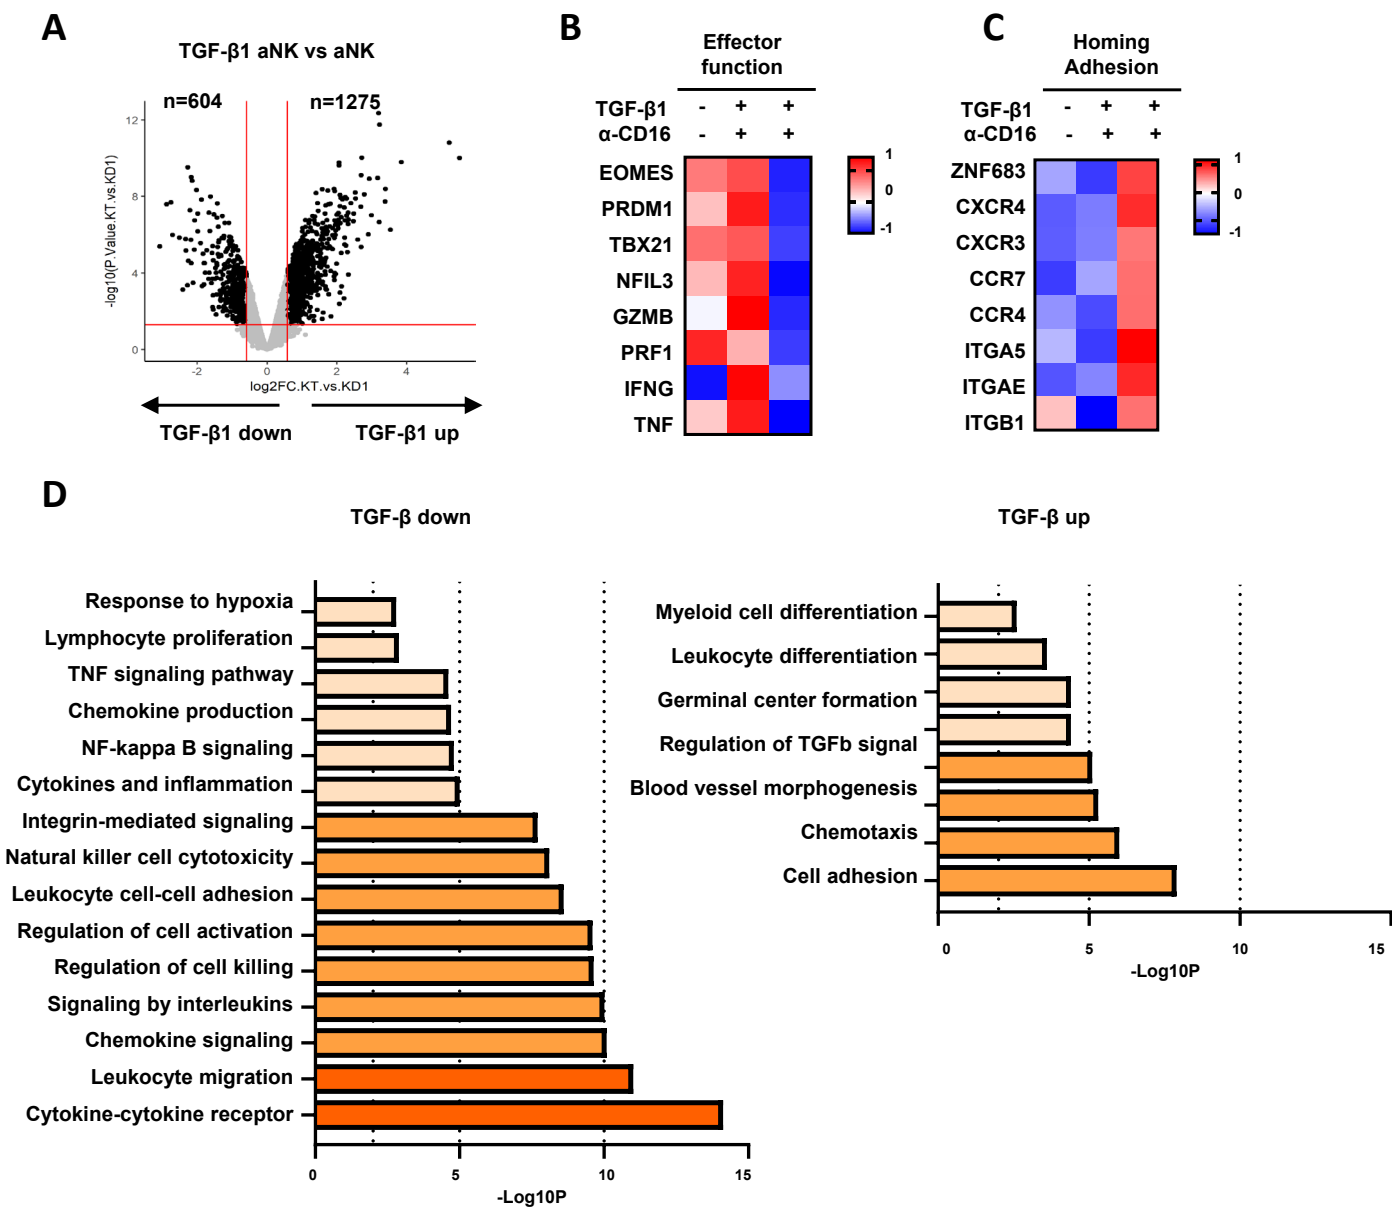 A
TGF-β1 aNK vs aNK
n=604
n=1275
12
8
4
0
-log10(P.Value.KT.vs.KD1)
-2
0
2
4
log2FC.KT.vs.KD1
TGF-β1 down
TGF-β1 up
B
Effector
function
TGF-β1 - + +
α-CD16 - + +
EOMES
PRDM1
TBX21
NFIL3
GZMB
PRF1
IFNG
TNF
1
0
-1
C
Homing
Adhesion
TGF-β1 - + +
α-CD16 - + +
ZNF683
CXCR4
CXCR3
CCR7
CCR4
ITGA5
ITGAE
ITGB1
1
0
-1
D
TGF-β down
Response to hypoxia
Lymphocyte proliferation
TNF signaling pathway
Chemokine production
NF-kappa B signaling
Cytokines and inflammation
Integrin-mediated signaling
Natural killer cell cytotoxicity
Leukocyte cell-cell adhesion
Regulation of cell activation
Regulation of cell killing
Signaling by interleukins
Chemokine signaling
Leukocyte migration
Cytokine-cytokine receptor
0 5 10 15
-Log10P
TGF-β up
Myeloid cell differentiation
Leukocyte differentiation
Germinal center formation
Regulation of TGFb signal
Blood vessel morphogenesis
Chemotaxis
Cell adhesion
0 5 10 15
-Log10P